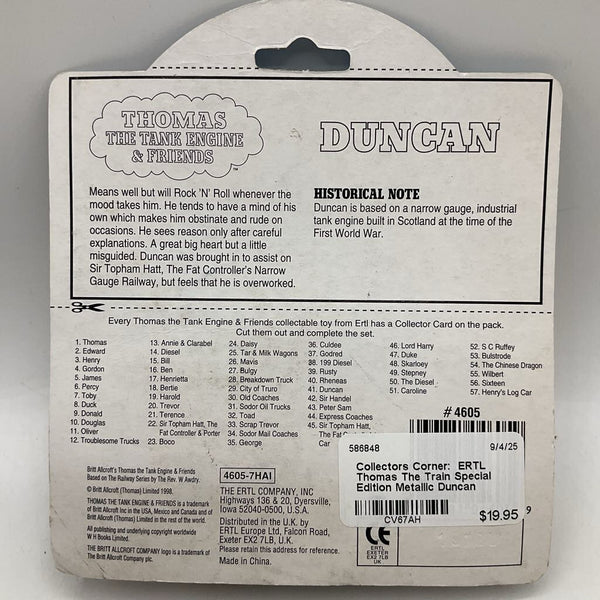 THOMAS
THE TANK ENGINE
& FRIENDS
TM
Means well but will Rock 'N' Roll whenever the
mood takes him. He tends to have a mind of his
own which makes him obstinate and rude on
occasions. He sees reason only after careful
explanations. A great big heart but a little
misguided. Duncan was brought in to assist on
Sir Topham Hatt, The Fat Controller's Narrow
Gauge Railway, but feels that he is overworked.
DUNCAN
HISTORICAL NOTE
Duncan is based on a narrow gauge, industrial
tank engine built in Scotland at the time of the
First World War.
Every Thomas the Tank Engine & Friends collectable toy from Ertl has a Collector Card on the pack.
Cut them out and complete the set.
1. Thomas
2. Edward
3. Henry
4. Gordon
5. James
6. Percy
7. Toby
8. Duck
9. Donald
10. Douglas
11. Oliver
12. Troublesome Trucks
13. Annie & Clarabel
14. Diesel
15. Bill
16. Ben
17. Henrietta
18. Bertie
19. Harold
20. Trevor
21. Terence
22. Sir Topham Hatt, The
Fat Controller & Porter
23. Boco
24. Daisy
25. Tar & Milk Wagons
26. Mavis
27. Bulgy
28. Breakdown Truck
29. City of Truro
30. Old Coaches
31. Sodor Oil Trucks
32. Toad
33. Scrap Trevor
34. Sodor Mail Coaches
35. George
36. Culdee
37. Godred
38. 199 Diesel
39. Rusty
40. Rheneas
41. Duncan
42. Sir Handel
43. Peter Sam
44. Express Coaches
45. Sir Topham Hatt,
Car
46. Lord Harry
47. Duke
48. Skarloey
49. Stepney
50. The Diesel
51. Caroline
52. S C Ruffey
53. Bulstrode
54. The Chinese Dragon
55. Wilbert
56. Sixteen
57. Henry's Log Car
# 4605
586848 9/4/25
Collectors Corner: ERTL
Thomas The Train Special
Edition Metallic Duncan
CV67AH $19.95
9
Britt Allcroft's Thomas the Tank Engine & Friends
Based on The Railway Series by The Rev. W Awdry.
© Britt Allcroft (Thomas) Limited 1998.
THOMAS THE TANK ENGINE & FRIENDS is a trademark
of Britt Allcroft Inc in the USA, Mexico and Canada and of
Britt Allcroft (Thomas) Limited in the rest of the world.
All publishing and underlying copyright worldwide
W H Books Limited.
THE BRITT ALLCROFT COMPANY logo is a trademark of
The Britt Allcroft Company plc.
4605-7HAI
THE ERTL COMPANY, INC
Highways 136 & 20, Dyersville,
Iowa 52040-0500, U.S.A.
Distributed in the U.K. by
ERTL Europe Ltd, Falcon Road,
Exeter EX2 7LB, U.K.
Please retain this address for reference.
Made in China.
CE
ERTL
EXETER
EX2 7LB
UK